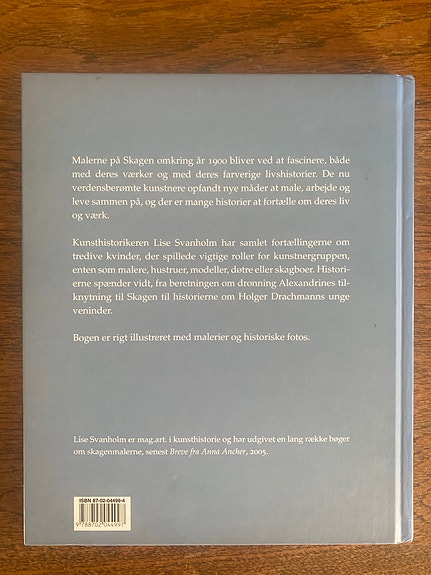 Malerne på Skagen omkring år 1900 bliver ved at fascinere, både
med deres værker og med deres farverige livshistorier. De nu
verdensberømte kunstnere opfandt nye måder at male, arbejde og
leve sammen på, og der er mange historier at fortælle om deres liv
og værk.
Kunsthistorikeren Lise Svanholm har samlet fortællingerne om
tredive kvinder, der spillede vigtige roller for kunstnergruppen,
enten som malere, hustruer, modeller, døtre eller skagboer. Histori-
erne spænder vidt, fra beretningen om dronning Alexandrines til-
knytning til Skagen til historierne om Holger Drachmanns unge
veninder.
Bogen er rigt illustreret med malerier og historiske fotos.
Lise Svanholm er mag.art. i kunsthistorie og har udgivet en lang række bøger
om skagenmalerne, senest Breve fra Anna Ancher, 2005.
ISBN 87-02-04499-4
9 788702 044997